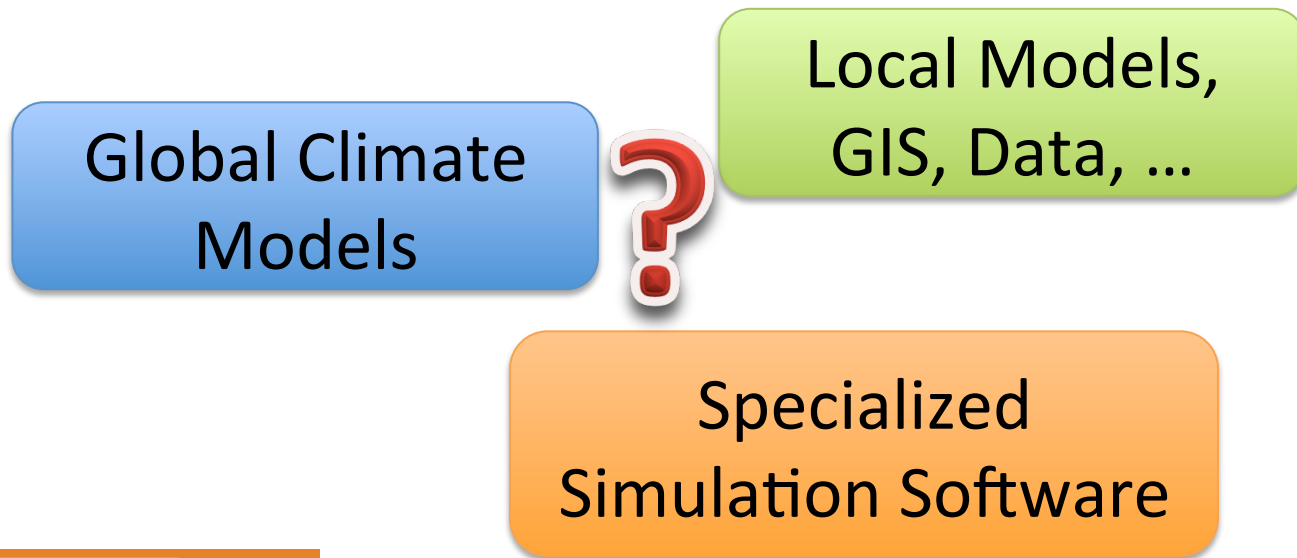 Global Climate
Models
?
Local Models,
GIS, Data, ...
Specialized
Simulation Software